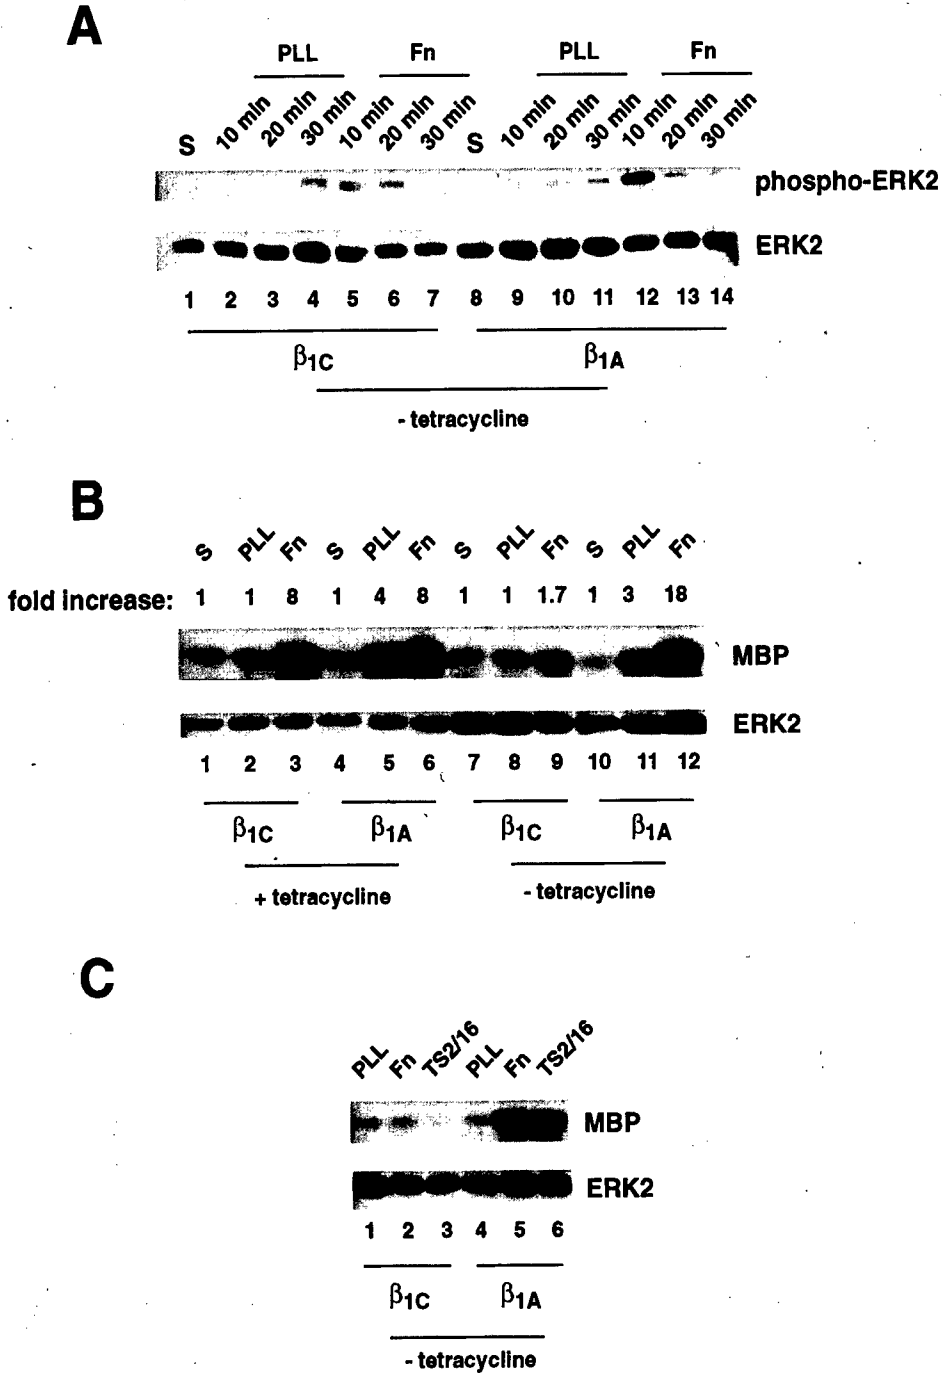 A
PLL Fn PLL Fn
S 10 min 20 min 30 min 10 min 20 min 30 min S 10 min 20 min 30 min 10 min 20 min 30 min
phospho-ERK2
ERK2
1 2 3 4 5 6 7 8 9 10 11 12 13 14
β1C β1A
- tetracycline
B
S PLL Fn S PLL Fn S PLL Fn S PLL Fn
fold increase: 1 1 8 1 4 8 1 1 1.7 1 3 18
MBP
ERK2
1 2 3 4 5 6 7 8 9 10 11 12
β1C β1A β1C β1A
+ tetracycline - tetracycline
C
PLL Fn TS2/16 PLL Fn TS2/16
MBP
ERK2
1 2 3 4 5 6
β1C β1A
- tetracycline